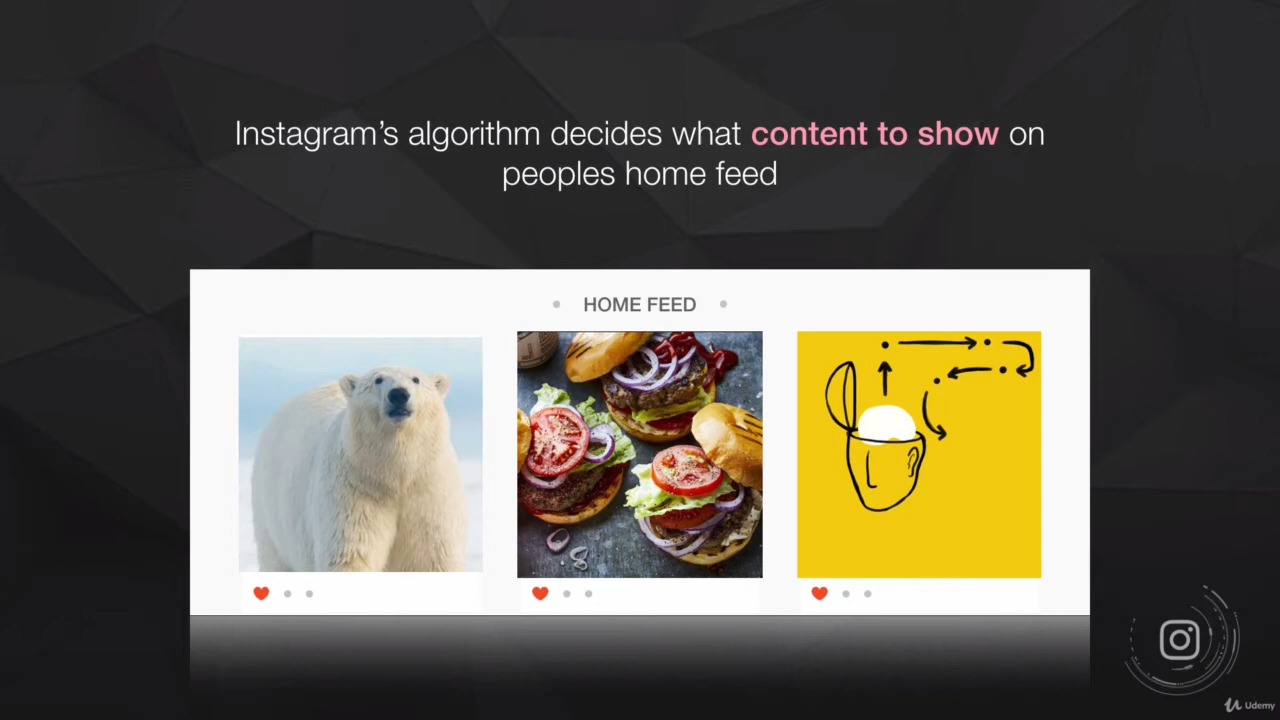 Instagram’s algorithm decides what content to show on
peoples home feed
HOME FEED
Udemy